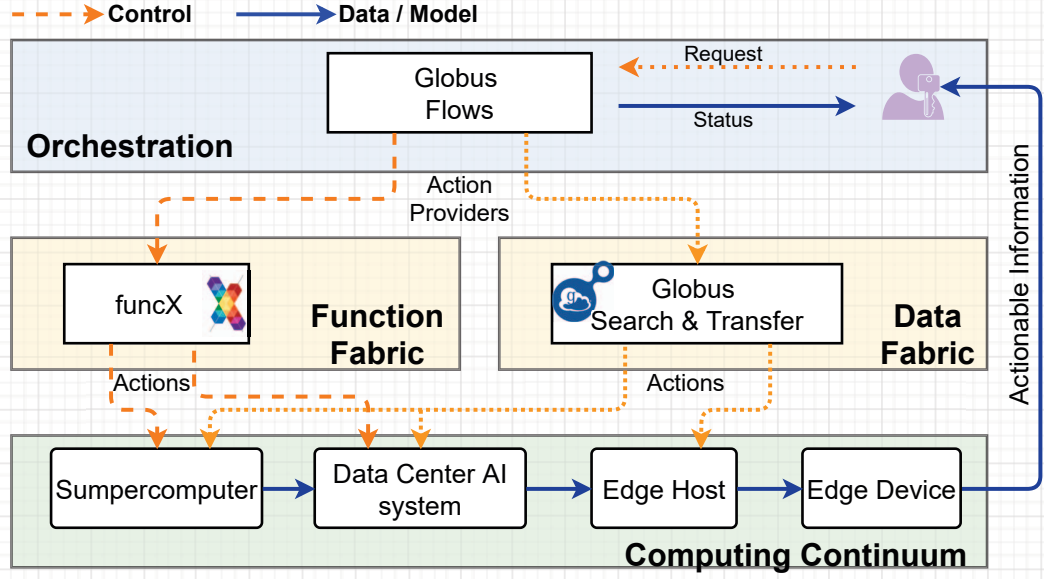 Control
Data / Model
Globus
Flows
Request
Status
Orchestration
Action
Providers
funcX
Function
Fabric
g
Globus
Search & Transfer
Data
Fabric
Actionable Information
Actions
Actions
Sumpercomputer
Data Center AI
system
Edge Host
Edge Device
Computing Continuum